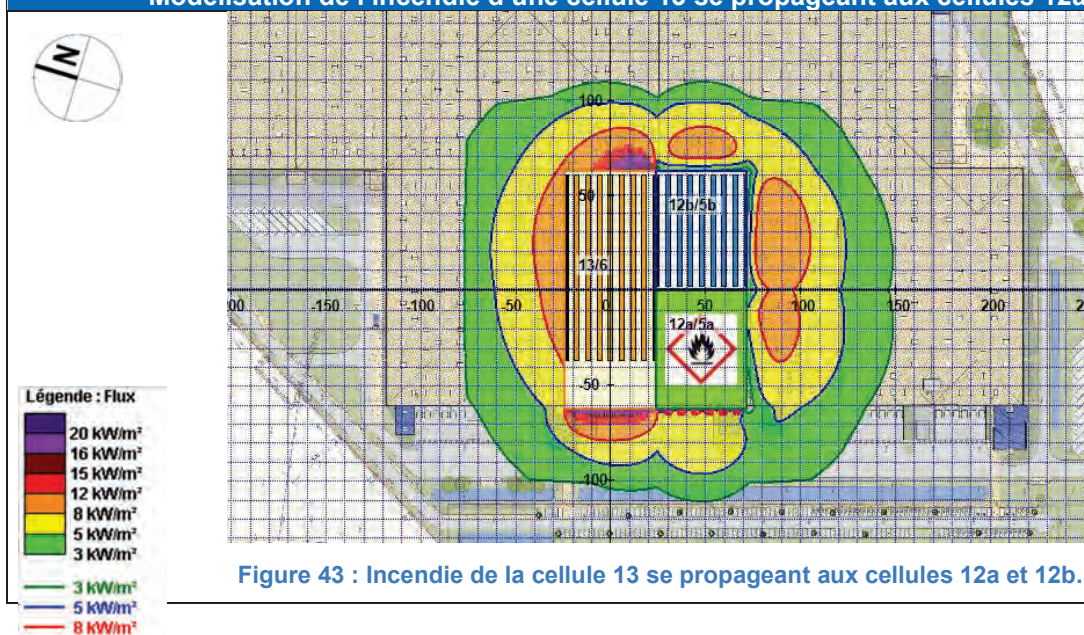 Modélisation de l'incendie d'une cellule 13 se propageant aux cellules 12a
N
100
50
12b/5b
13/6
00 -150 -100 -50 0 50 100 150 200 2
12a/5a
-50
-100
Légende : Flux
20 kW/m²
16 kW/m²
15 kW/m²
12 kW/m²
8 kW/m²
5 kW/m²
3 kW/m²
3 kW/m²
5 kW/m²
8 kW/m²
Figure 43 : Incendie de la cellule 13 se propageant aux cellules 12a et 12b.